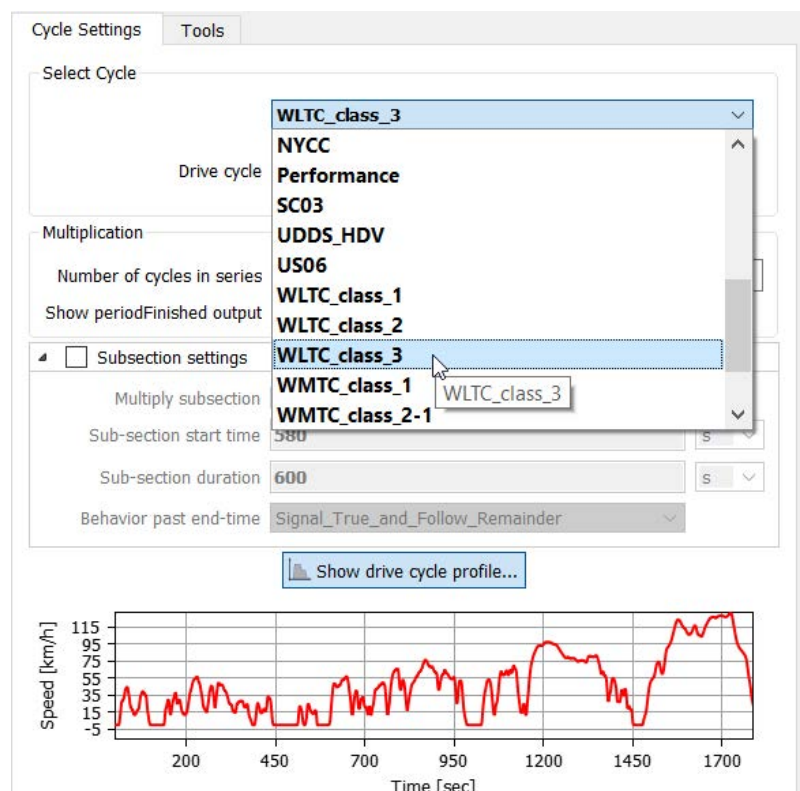 Cycle Settings Tools
Select Cycle
WLTC_class_3
NYCC
Drive cycle Performance
SC03
UDDS_HDV
Multiplication
US06
Number of cycles in series
WLTC_class_1
Show periodFinished output
WLTC_class_2
Subsection settings WLTC_class_3
WMTC_class_1 WLTC_class_3
Multiply subsection
WMTC_class_2-1
Sub-section start time 580 s
Sub-section duration 600 s
Behavior past end-time Signal_True_and_Follow_Remainder
Show drive cycle profile...
Speed [km/h]
115
95
75
55
35
15
-5
200 450 700 950 1200 1450 1700
Time [sec]